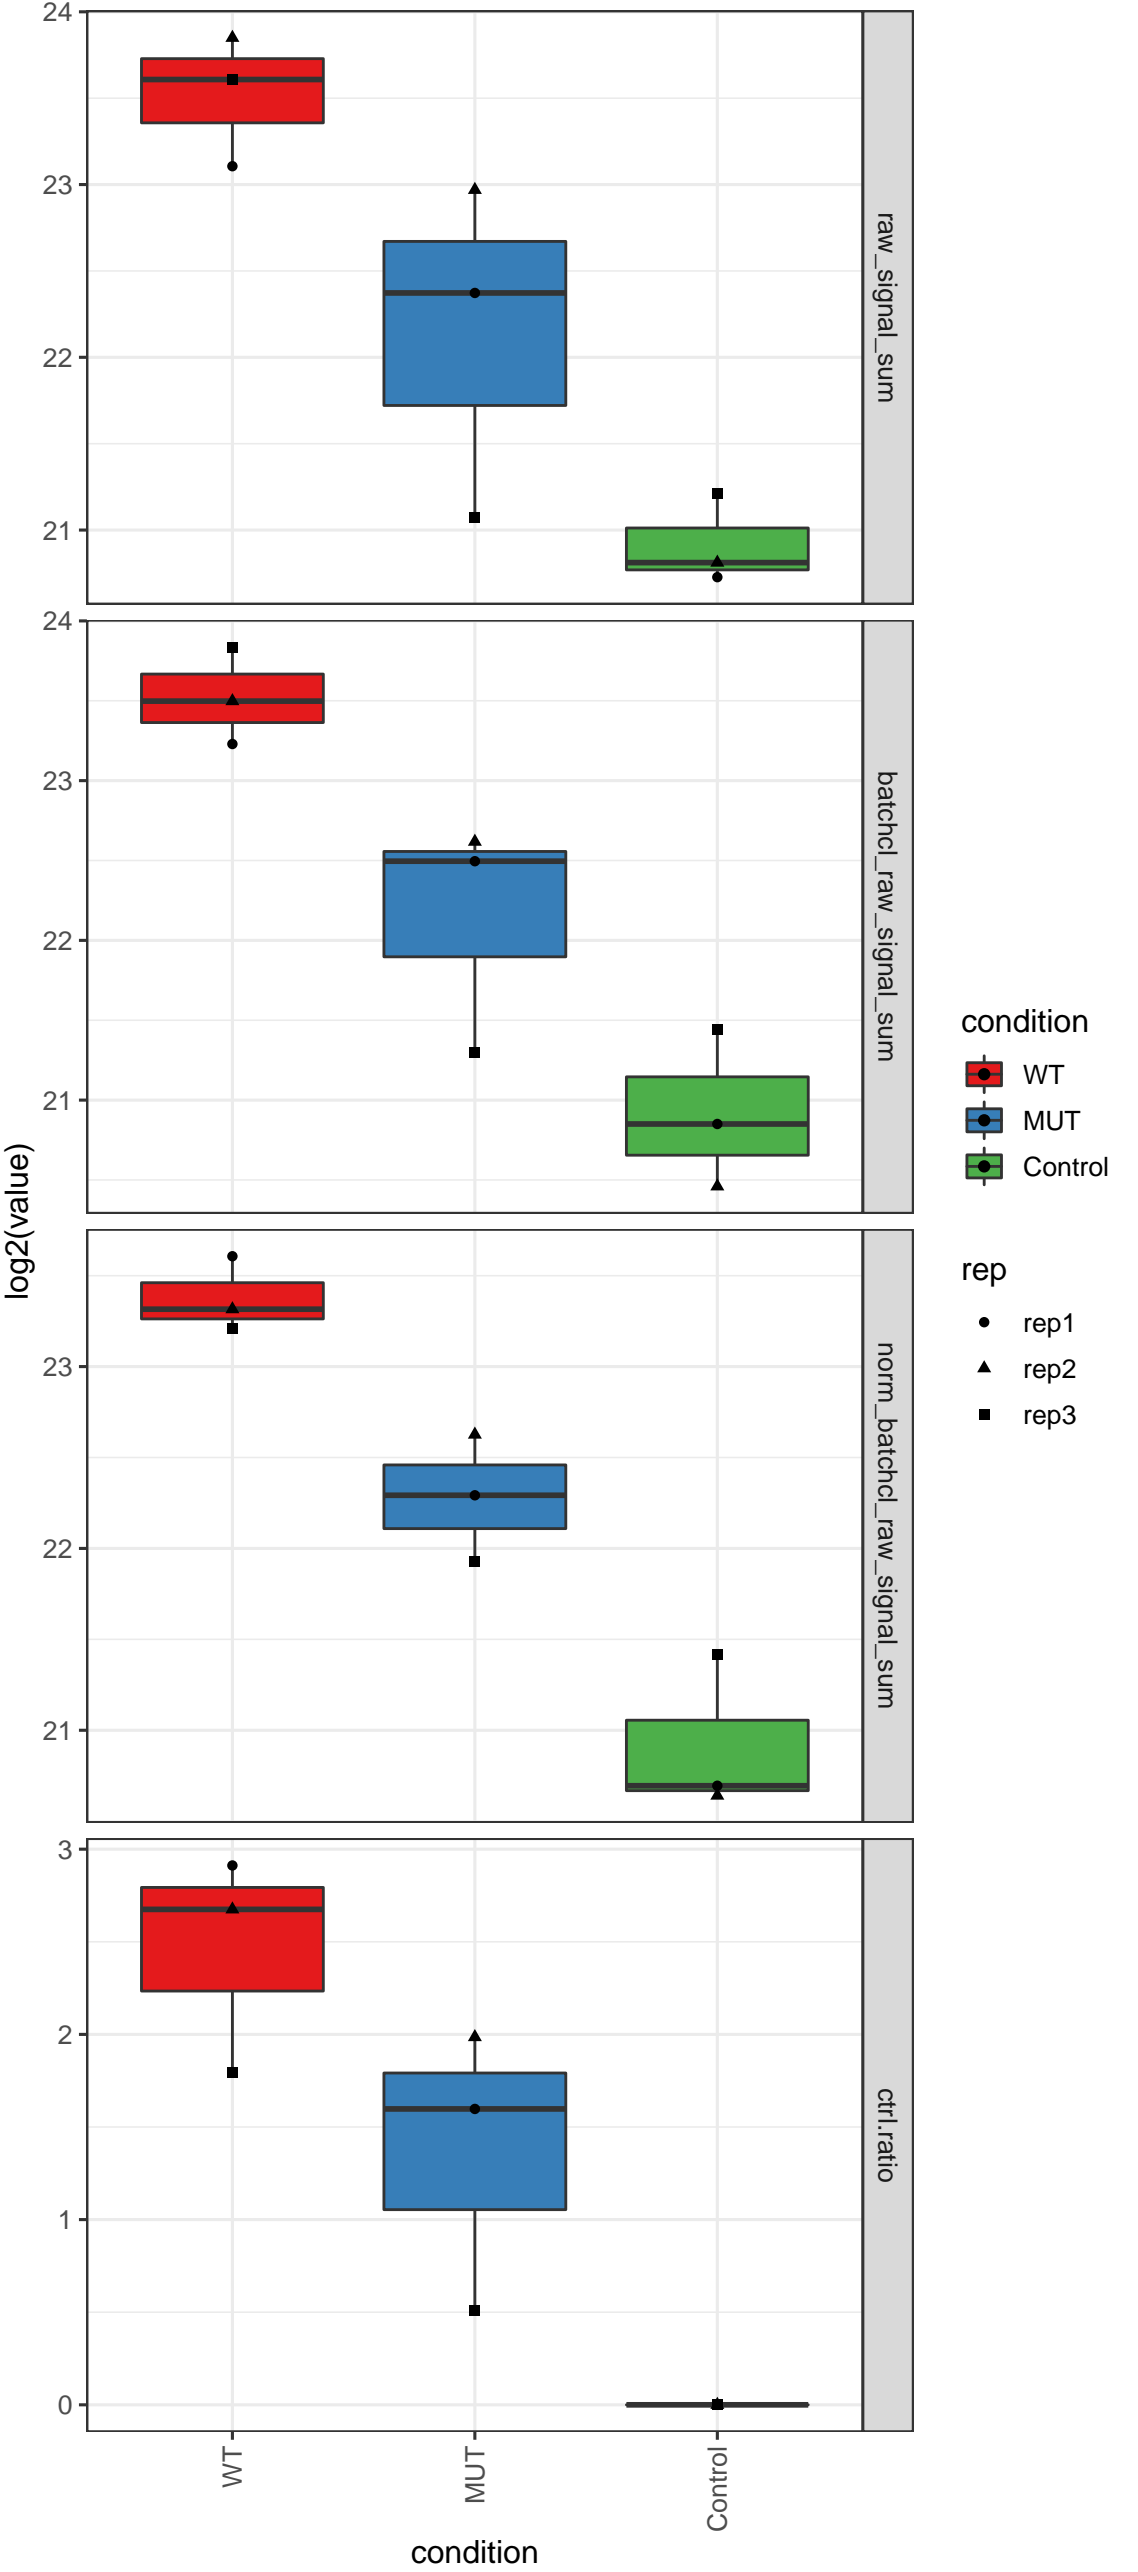 24
23
22
21
raw_signal_sum
24
23
22
21
batchcl_raw_signal_sum
23
22
21
norm_batchcl_raw_signal_sum
3
2
1
0
ctrl.ratio
log2(value)
WT
MUT
Control
condition
condition
WT
MUT
Control
rep
rep1
rep2
rep3